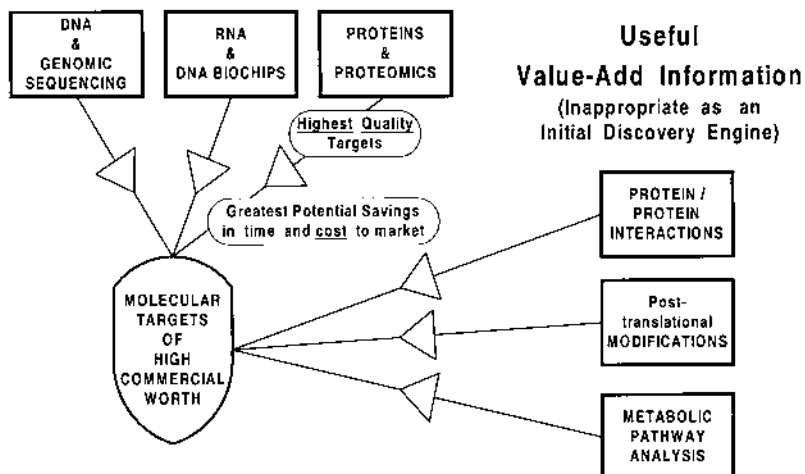 DNA
&
GENOMIC
SEQUENCING
RNA
&
DNA BIOCHIPS
PROTEINS
&
PROTEOMICS
Useful
Value-Add Information
(Inappropriate as an
Initial Discovery Engine)
Highest Quality
Targets
Greatest Potential Savings
in time and cost to market
MOLECULAR
TARGETS
OF
HIGH
COMMERCIAL
WORTH
PROTEIN /
PROTEIN
INTERACTIONS
Post-
translational
MODIFICATIONS
METABOLIC
PATHWAY
ANALYSIS